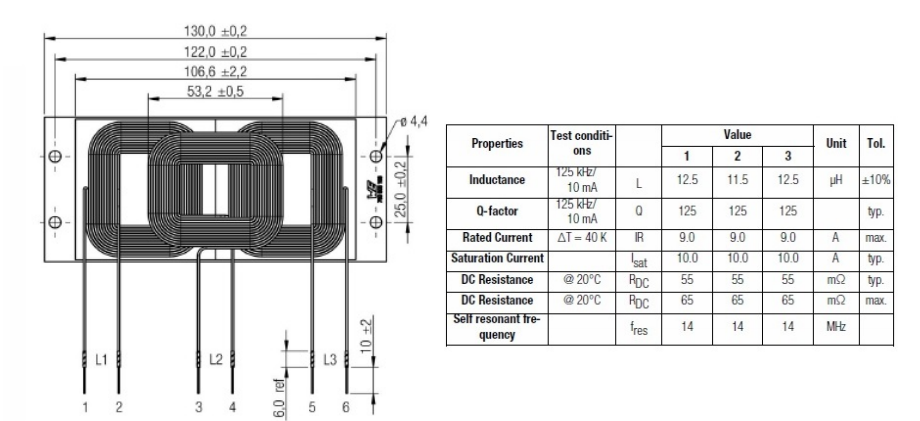 130,0 ±0,2
122,0 ±0,2
106,6 ±2,2
53,2 ±0,5
ø 4,4
25,0 ±0,2
10 ±2
6,0 ref
L1 L2 L3
1 2 3 4 5 6
Properties Test conditi- Value Unit Tol.
ons 1 2 3
Inductance 125 kHz/ L 12.5 11.5 12.5 µH ±10%
10 mA
Q-factor 125 kHz/ Q 125 125 125 typ.
10 mA
Rated Current ΔT = 40 K IR 9.0 9.0 9.0 A max.
Saturation Current Isat 10.0 10.0 10.0 A typ.
DC Resistance @ 20°C RDC 55 55 55 mΩ typ.
DC Resistance @ 20°C RDC 65 65 65 mΩ max.
Self resonant fre- fres 14 14 14 MHz
quency